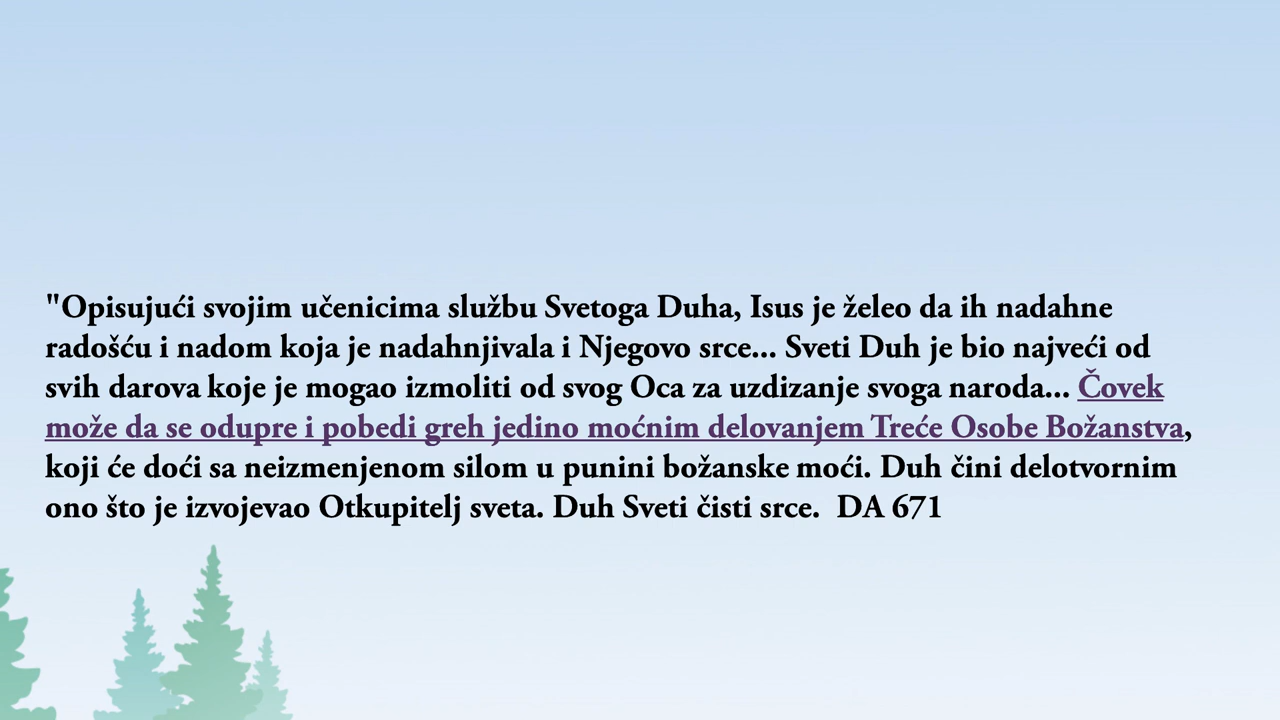 "Opisujući svojim učenicima službu Svetoga Duha, Isus je želeo da ih nadahne
radošću i nadom koja je nadahnjivala i Njegovo srce... Sveti Duh je bio najveći od
svih darova koje je mogao izmoliti od svog Oca za uzdizanje svoga naroda... Čovek
može da se odupre i pobedi greh jedino moćnim delovanjem Treće Osobe Božanstva,
koji će doći sa neizmenjenom silom u punini božanske moći. Duh čini delotvornim
ono što je izvojevao Otkupitelj sveta. Duh Sveti čisti srce.  DA 671